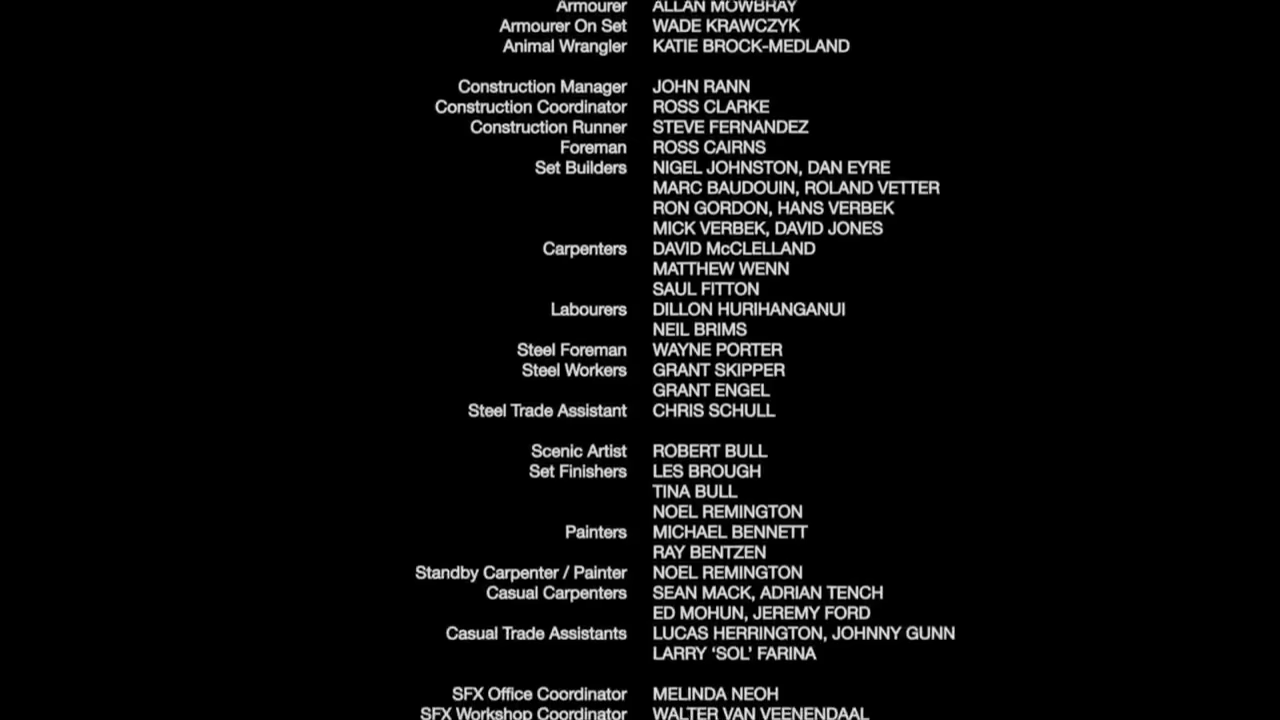 Armourer ALLAN MOWBRAY
Armourer On Set WADE KRAWCZYK
Animal Wrangler KATIE BROCK-MEDLAND
Construction Manager JOHN RANN
Construction Coordinator ROSS CLARKE
Construction Runner STEVE FERNANDEZ
Foreman ROSS CAIRNS
Set Builders NIGEL JOHNSTON, DAN EYRE
MARC BAUDOUIN, ROLAND VETTER
RON GORDON, HANS VERBEK
MICK VERBEK, DAVID JONES
Carpenters DAVID McCLELLAND
MATTHEW WENN
SAUL FITTON
Labourers DILLON HURIHANGANUI
NEIL BRIMS
Steel Foreman WAYNE PORTER
Steel Workers GRANT SKIPPER
GRANT ENGEL
Steel Trade Assistant CHRIS SCHULL
Scenic Artist ROBERT BULL
Set Finishers LES BROUGH
TINA BULL
NOEL REMINGTON
Painters MICHAEL BENNETT
RAY BENTZEN
Standby Carpenter / Painter NOEL REMINGTON
Casual Carpenters SEAN MACK, ADRIAN TENCH
ED MOHUN, JEREMY FORD
Casual Trade Assistants LUCAS HERRINGTON, JOHNNY GUNN
LARRY ‘SOL’ FARINA
SFX Office Coordinator MELINDA NEOH
SFX Workshop Coordinator WALTER VAN VEENENDAAL